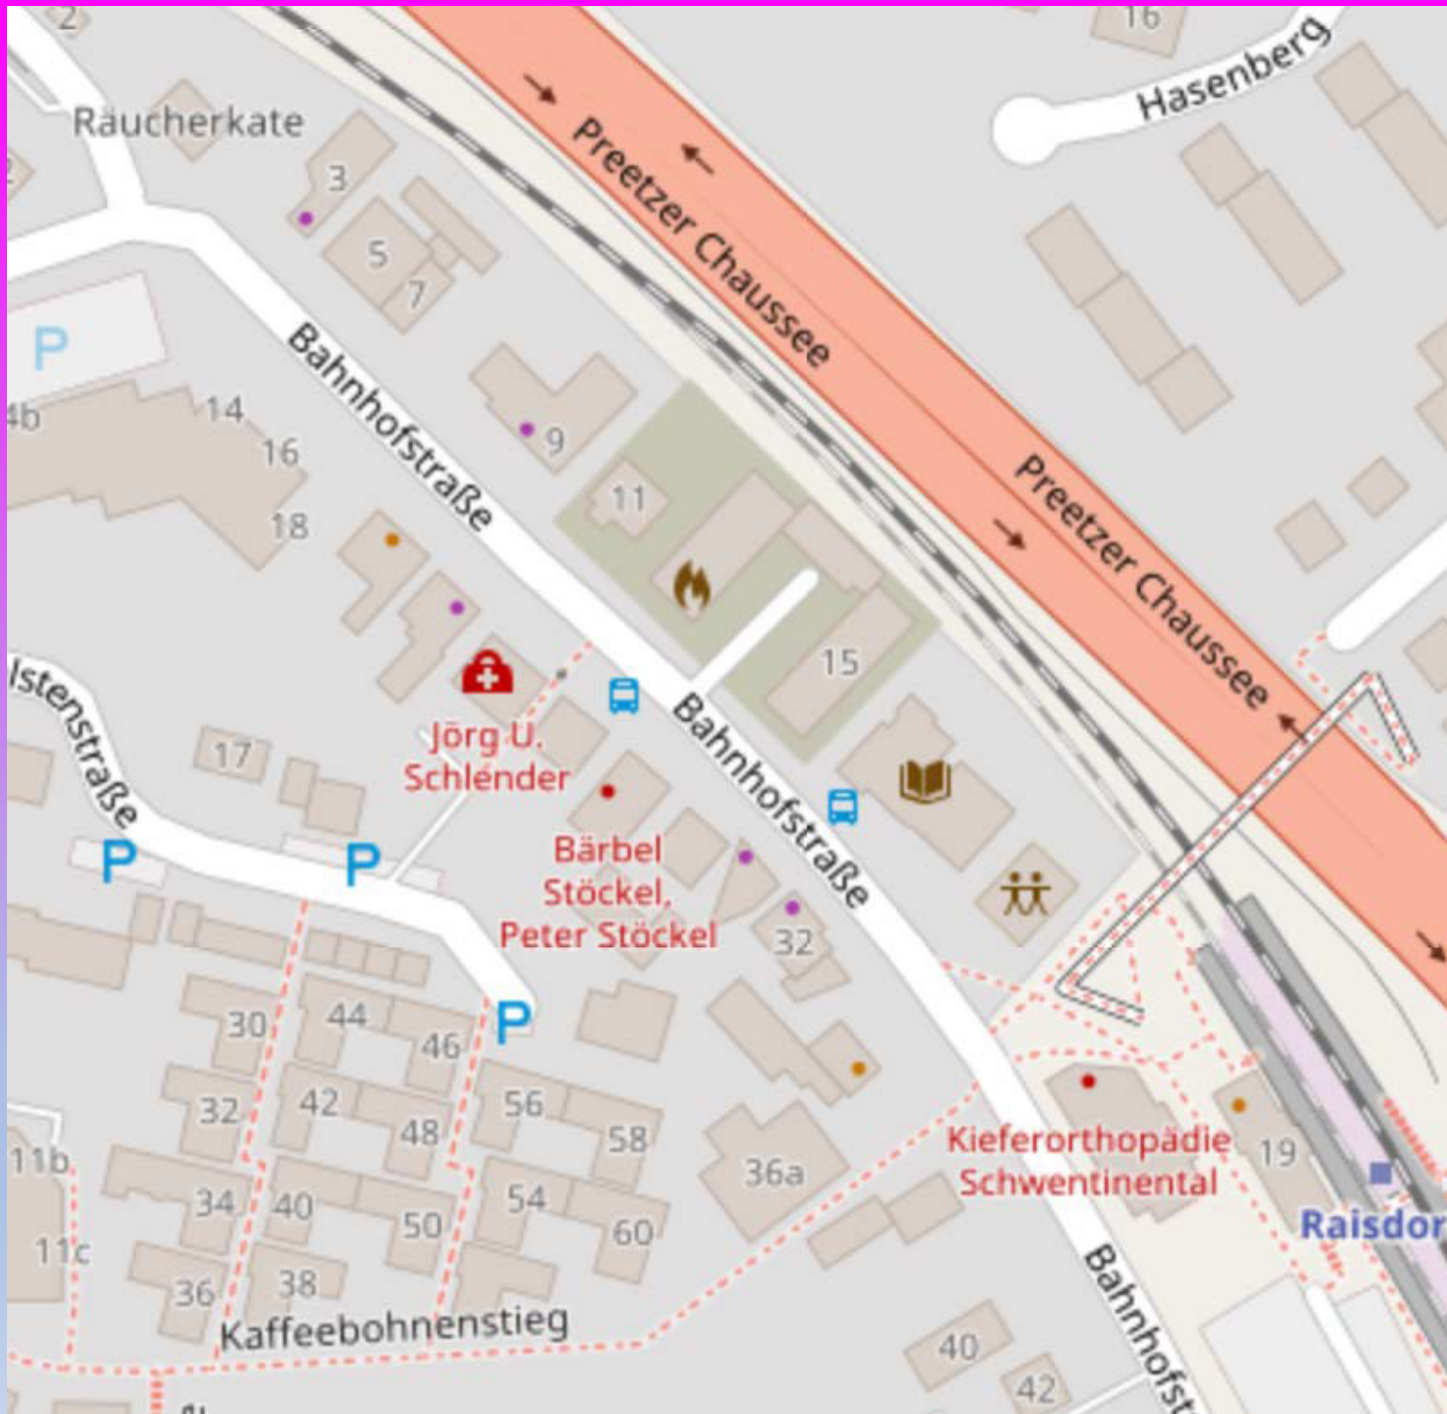 2
16
Hasenberg
Räucherkate
3
Preetzer Chaussee
5
7
P
Bahnhofstraße
4b
14
16
9
18
11
Preetzer Chaussee
15
Bahnhofstraße
lstenstraße
17
Jörg U.
Schlender
P
P
Bärbel
Stöckel,
Peter Stöckel
32
30
44
46
P
32
42
48
56
58
36a
Kieferorthopädie
Schwentinental
19
11b
34
40
50
54
60
Raisdor
11c
36
38
Kaffeebohnenstieg
Bahnhofst
40
42